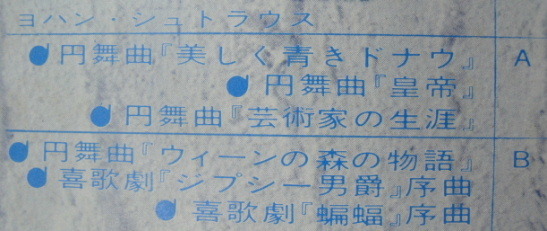 ヨハン・シュトラウス
円舞曲『美しく青きドナウ』 A
円舞曲『皇帝』
円舞曲『芸術家の生涯』
円舞曲『ウィーンの森の物語』 B
喜歌劇『ジプシー男爵』序曲
喜歌劇『蝙蝠』序曲